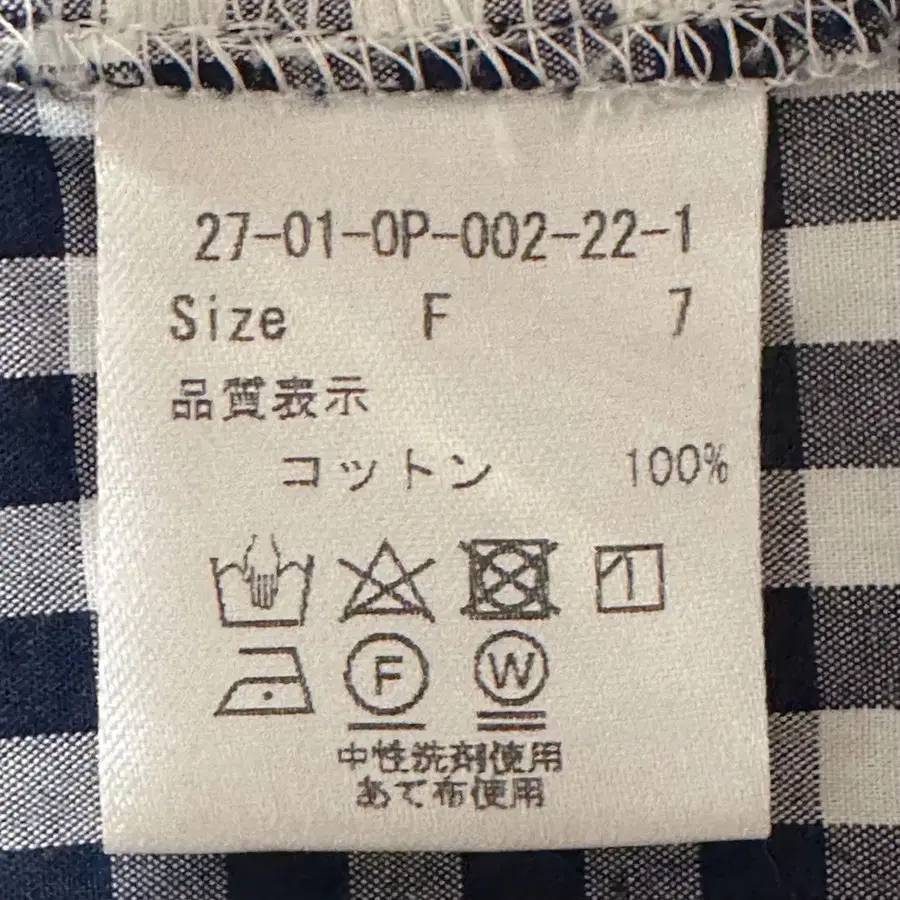 27-01-OP-002-22-1
Size F 7
品質表示
コットン 100%
F W
中性洗剤使用
あて布使用